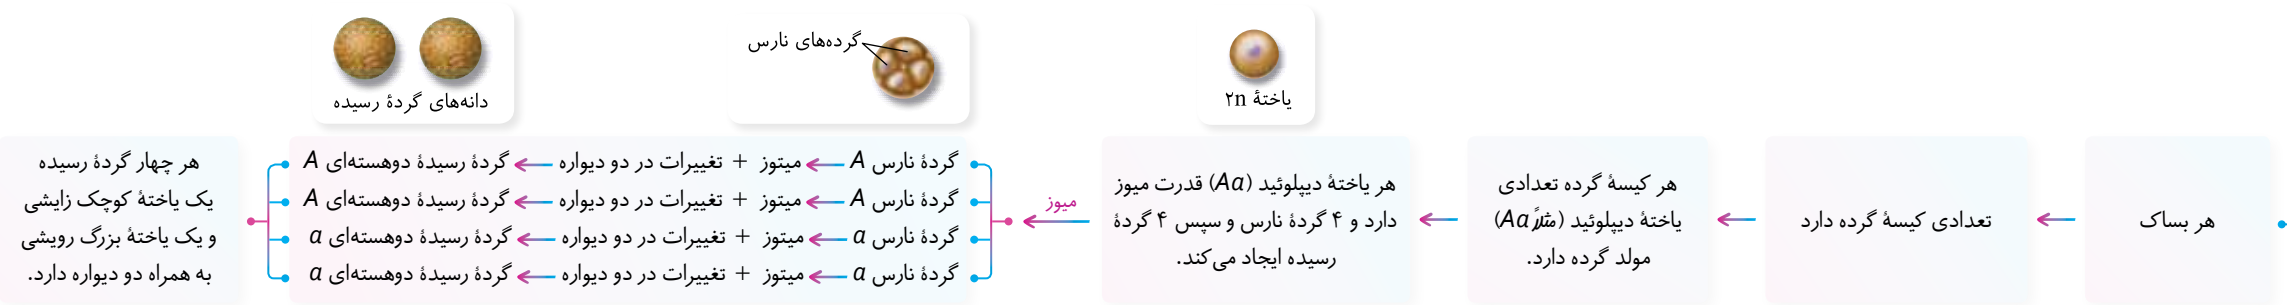 یاختهٔ ۲n
گرده‌های نارس
دانه‌های گردهٔ رسیده
هر بساک
تعدادی کیسهٔ گرده دارد
هر کیسهٔ گرده تعدادی
یاختهٔ دیپلوئید (مثلاً Aa)
مولد گرده دارد.
هر یاختهٔ دیپلوئید (Aa) قدرت میوز
دارد و ۴ گردهٔ نارس و سپس ۴ گردهٔ
رسیده ایجاد می‌کند.
میوز
گردهٔ نارس A میتوز + تغییرات در دو دیواره گردهٔ رسیدهٔ دوهسته‌ای A
گردهٔ نارس A میتوز + تغییرات در دو دیواره گردهٔ رسیدهٔ دوهسته‌ای A
گردهٔ نارس a میتوز + تغییرات در دو دیواره گردهٔ رسیدهٔ دوهسته‌ای a
گردهٔ نارس a میتوز + تغییرات در دو دیواره گردهٔ رسیدهٔ دوهسته‌ای a
هر چهار گردهٔ رسیده
یک یاختهٔ کوچک زایشی
و یک یاختهٔ بزرگ رویشی
به همراه دو دیواره دارد.